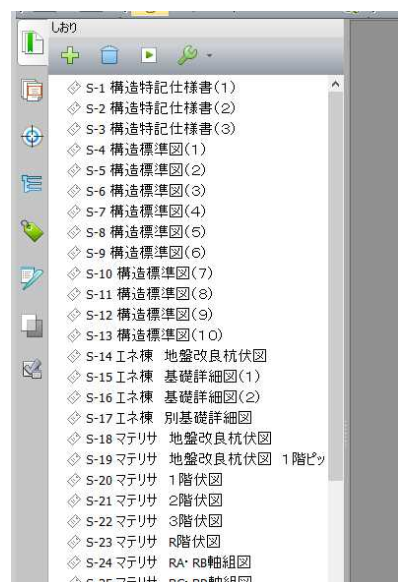 しおり
S-1 構造特記仕様書(1)
S-2 構造特記仕様書(2)
S-3 構造特記仕様書(3)
S-4 構造標準図(1)
S-5 構造標準図(2)
S-6 構造標準図(3)
S-7 構造標準図(4)
S-8 構造標準図(5)
S-9 構造標準図(6)
S-10 構造標準図(7)
S-11 構造標準図(8)
S-12 構造標準図(9)
S-13 構造標準図(10)
S-14 エネ棟 地盤改良杭伏図
S-15 エネ棟 基礎詳細図(1)
S-16 エネ棟 基礎詳細図(2)
S-17 エネ棟 別基礎詳細図
S-18 マテリサ 地盤改良杭伏図
S-19 マテリサ 地盤改良杭伏図 1階ピッ
S-20 マテリサ 1階伏図
S-21 マテリサ 2階伏図
S-22 マテリサ 3階伏図
S-23 マテリサ R階伏図
S-24 マテリサ RA・RB軸組図